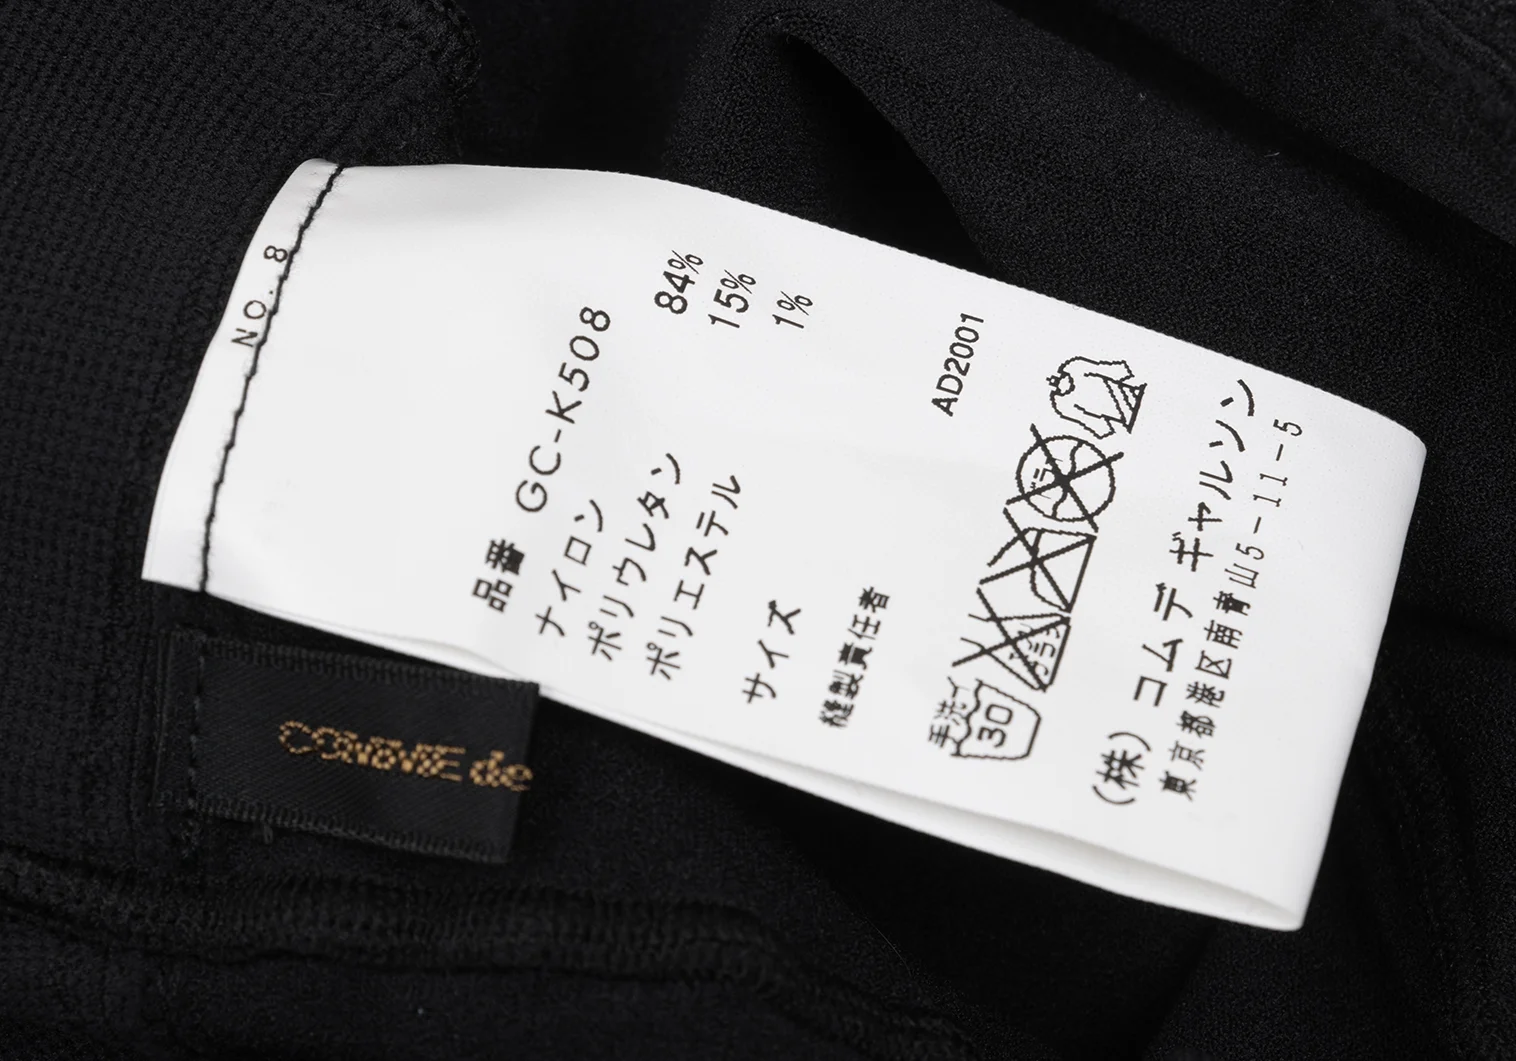 NO. 8
品番 GC-K508
ナイロン 84%
ポリウレタン 15%
ポリエステル 1%
サイズ
縫製責任者 AD2001
手洗イ
30
(株) コムデ ギャルソン
東京都港区南青山5-11-5
de